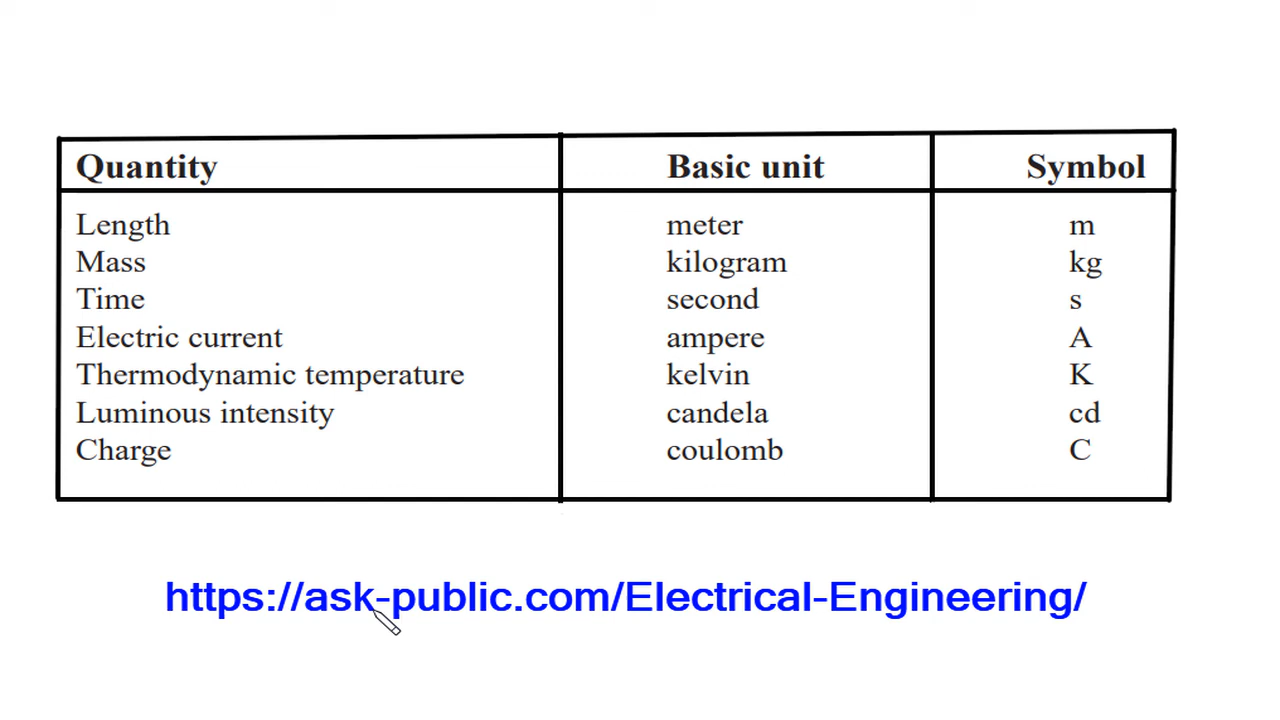 Quantity Basic unit Symbol
Length meter m
Mass kilogram kg
Time second s
Electric current ampere A
Thermodynamic temperature kelvin K
Luminous intensity candela cd
Charge coulomb C
https://ask-public.com/Electrical-Engineering/